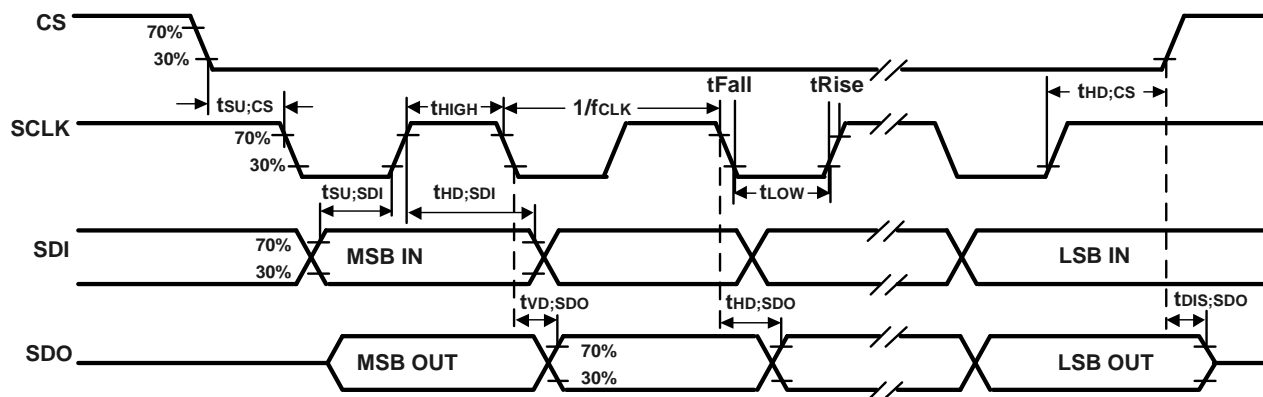 CS
70%
30%
tSU;CS
tHIGH
1/fCLK
tFall
tRise
tHD;CS
SCLK
70%
30%
tSU;SDI
tHD;SDI
tLOW
SDI
70%
30%
MSB IN
LSB IN
tVD;SDO
tHD;SDO
tDIS;SDO
SDO
MSB OUT
70%
30%
LSB OUT